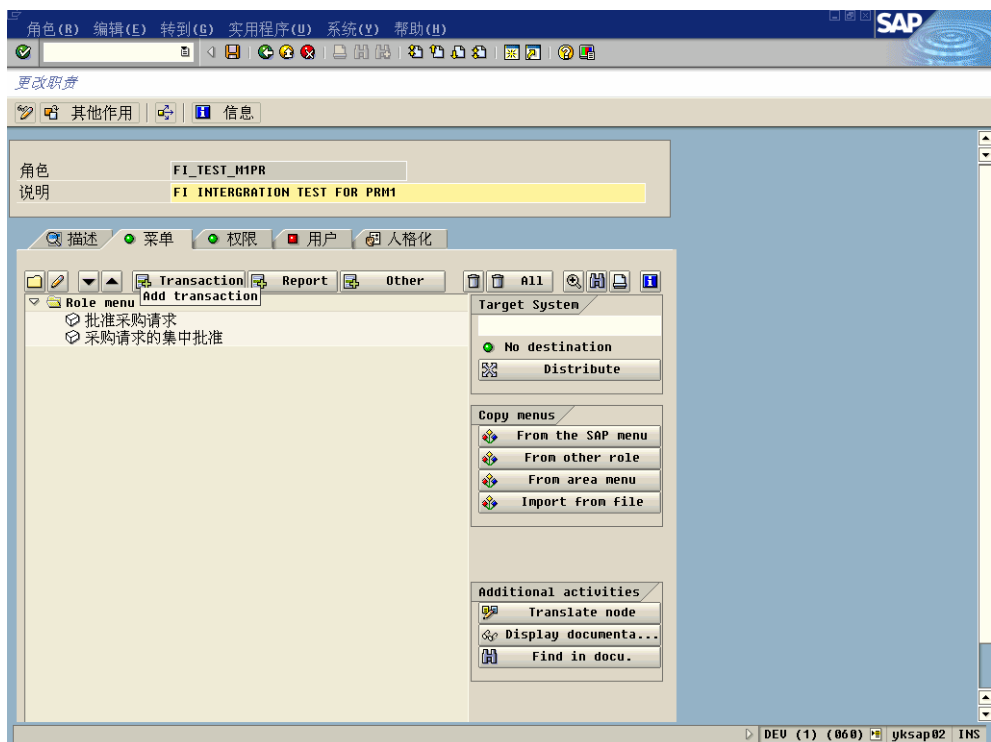 角色(R) 编辑(E) 转到(G) 实用程序(U) 系统(Y) 帮助(H)
SAP
更改职责
其他作用 信息
角色 FI_TEST_M1PR
说明 FI INTERGRATION TEST FOR PRM1
描述 菜单 权限 用户 人格化
Transaction Report Other All
Add transaction
Role menu
批准采购请求
采购请求的集中批准
Target System
No destination
Distribute
Copy menus
From the SAP menu
From other role
From area menu
Import from file
Additional activities
Translate node
Display documenta...
Find in docu.
DEV (1) (060) yksap02 INS